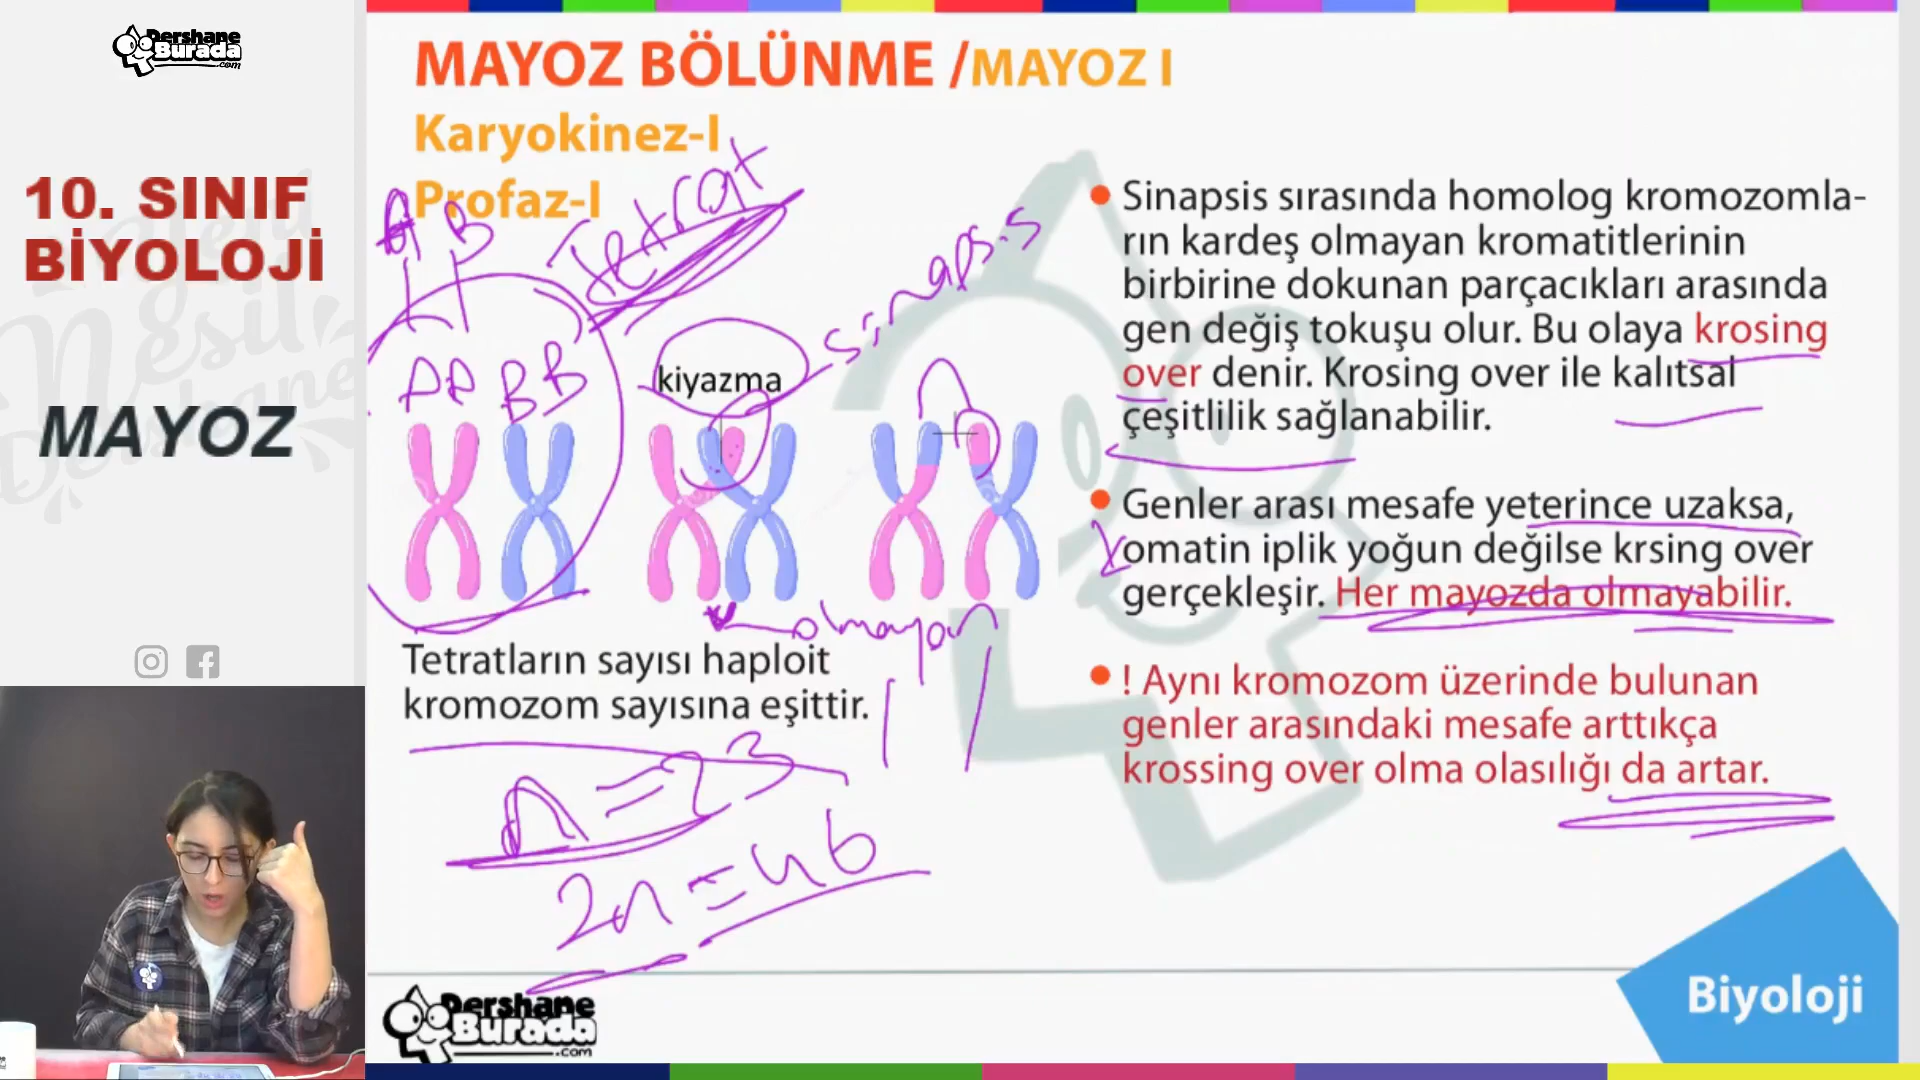 Dershane
Burada
.com
10. SINIF
BİYOLOJİ
MAYOZ
MAYOZ BÖLÜNME /MAYOZ I
Karyokinez-I
Profaz-I
Tetrat
A B
AA BB
sinapsis
kiyazma
olmayan
Tetratların sayısı haploit
kromozom sayısına eşittir.
n=23
2n=46
Sinapsis sırasında homolog kromozomla-
rın kardeş olmayan kromatitlerinin
birbirine dokunan parçacıkları arasında
gen değiş tokuşu olur. Bu olaya krosing
over denir. Krosing over ile kalıtsal
çeşitlilik sağlanabilir.
Genler arası mesafe yeterince uzaksa,
omatin iplik yoğun değilse krsing over
gerçekleşir. Her mayozda olmayabilir.
! Aynı kromozom üzerinde bulunan
genler arasındaki mesafe arttıkça
krossing over olma olasılığı da artar.
Dershane
Burada
.com
Biyoloji